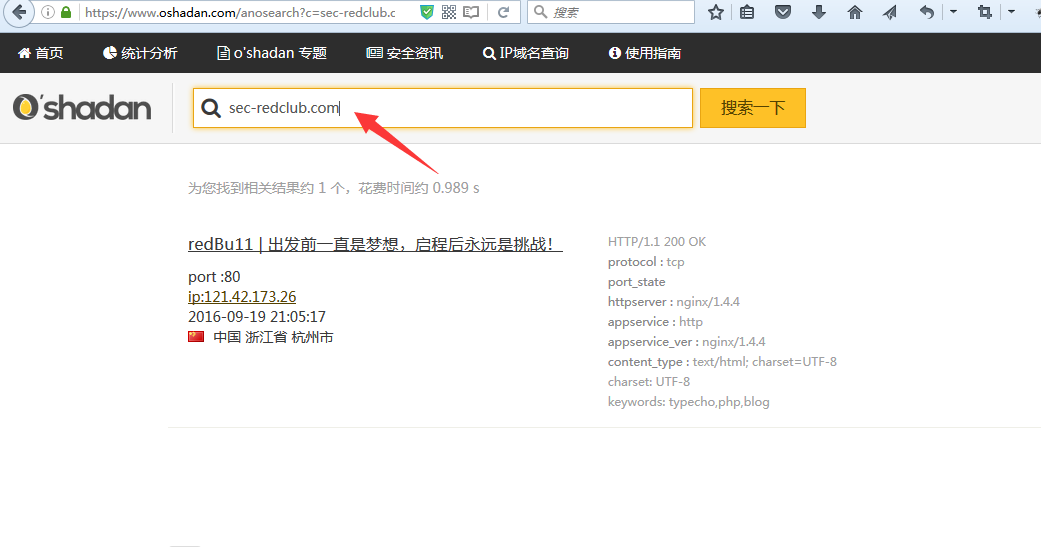 https://www.oshadan.com/anosearch?c=sec-redclub.c
搜索
首页 统计分析 o'shadan 专题 安全资讯 IP域名查询 使用指南
O'shadan sec-redclub.com 搜索一下
为您找到相关结果约 1 个，花费时间约 0.989 s
redBu11 | 出发前一直是梦想，启程后永远是挑战！
port :80
ip:121.42.173.26
2016-09-19 21:05:17
中国 浙江省 杭州市
HTTP/1.1 200 OK
protocol : tcp
port_state
httpserver : nginx/1.4.4
appservice : http
appservice_ver : nginx/1.4.4
content_type : text/html; charset=UTF-8
charset: UTF-8
keywords: typecho,php,blog